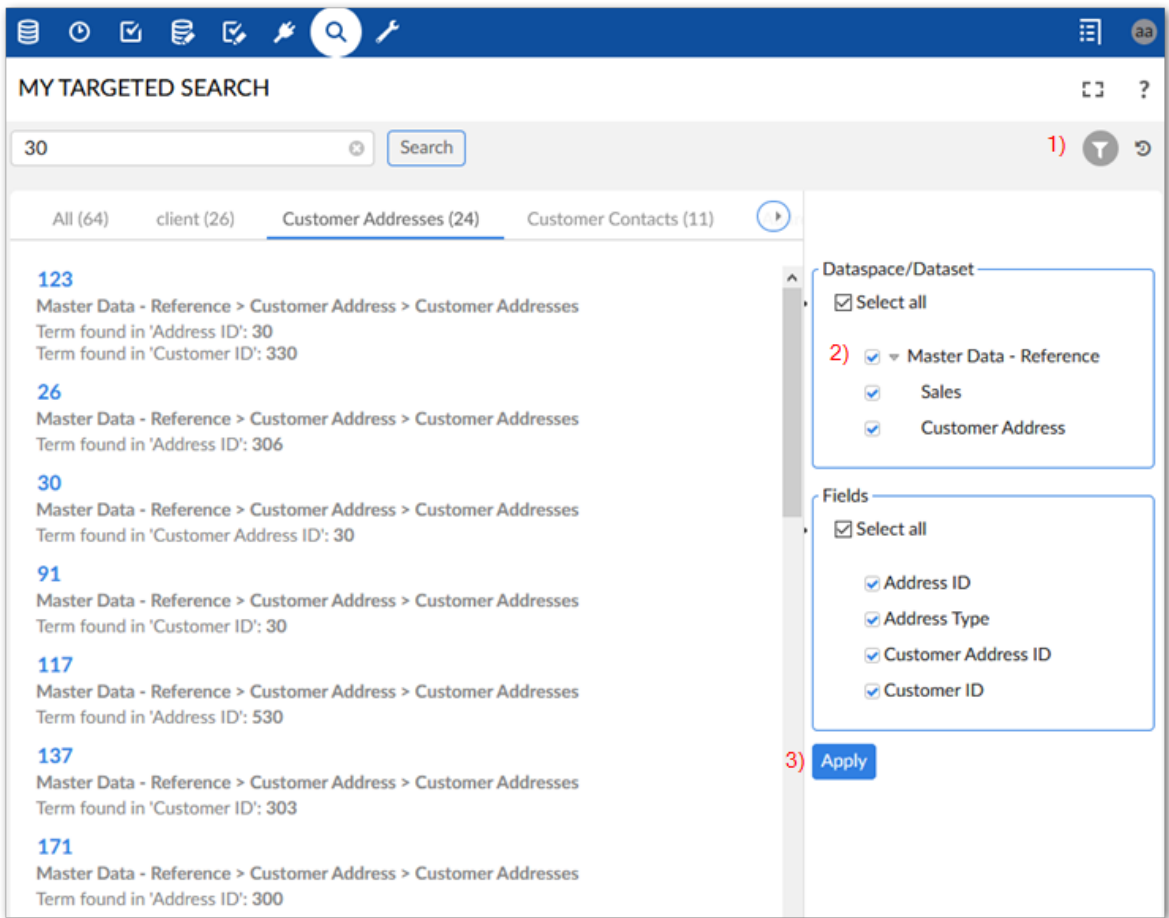 aa
MY TARGETED SEARCH
?
30
Search
1)
All (64)
client (26)
Customer Addresses (24)
Customer Contacts (11)
123
Master Data - Reference > Customer Address > Customer Addresses
Term found in 'Address ID': 30
Term found in 'Customer ID': 330
26
Master Data - Reference > Customer Address > Customer Addresses
Term found in 'Address ID': 306
30
Master Data - Reference > Customer Address > Customer Addresses
Term found in 'Customer Address ID': 30
91
Master Data - Reference > Customer Address > Customer Addresses
Term found in 'Customer ID': 30
117
Master Data - Reference > Customer Address > Customer Addresses
Term found in 'Address ID': 530
137
Master Data - Reference > Customer Address > Customer Addresses
Term found in 'Customer ID': 303
171
Master Data - Reference > Customer Address > Customer Addresses
Term found in 'Address ID': 300
Dataspace/Dataset
Select all
2) Master Data - Reference
Sales
Customer Address
Fields
Select all
Address ID
Address Type
Customer Address ID
Customer ID
3) Apply